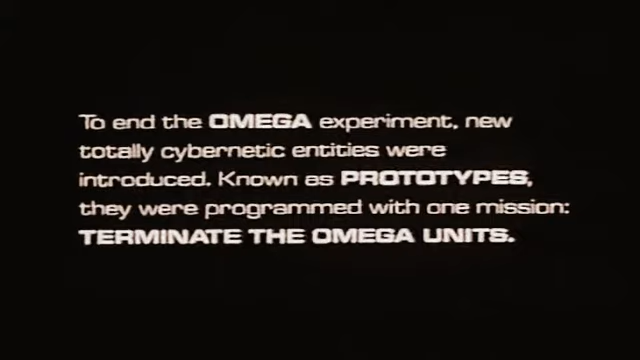 To end the OMEGA experiment, new
totally cybernetic entities were
introduced. Known as PROTOTYPES,
they were programmed with one mission:
TERMINATE THE OMEGA UNITS.